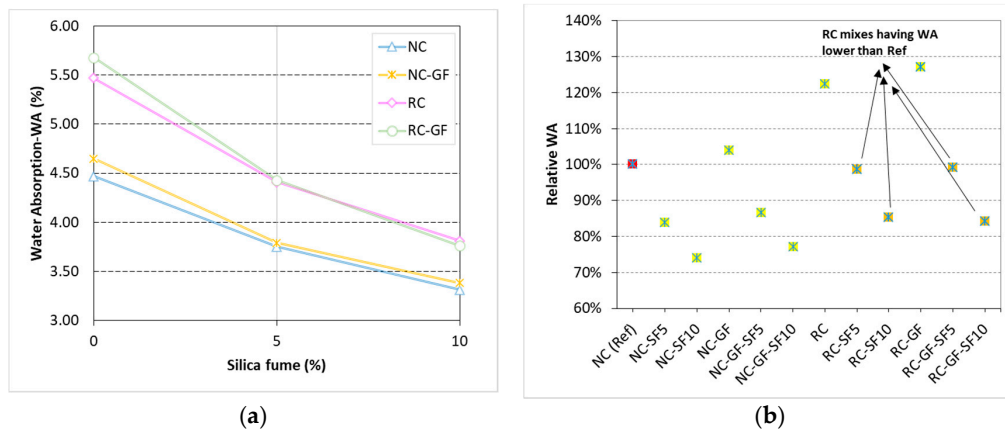 6.00
5.50
5.00
4.50
4.00
3.50
3.00
Water Absorption-WA (%)
0
5
10
Silica fume (%)
NC
NC-GF
RC
RC-GF
(a)
140%
130%
120%
110%
100%
90%
80%
70%
60%
Relative WA
RC mixes having WA
lower than Ref
NC (Ref)
NC-SF5
NC-SF10
NC-GF
NC-GF-SF5
NC-GF-SF10
RC
RC-SF5
RC-SF10
RC-GF
RC-GF-SF5
RC-GF-SF10
(b)